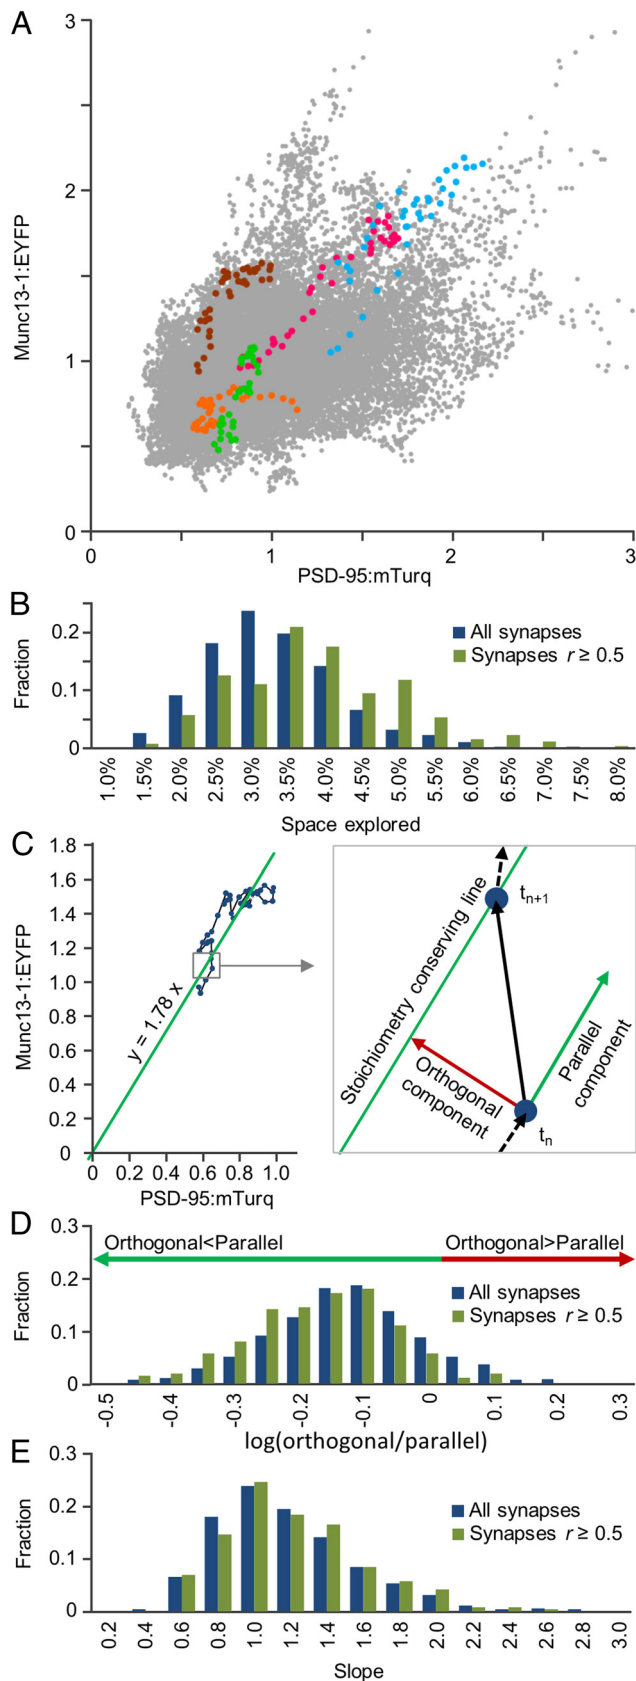 A
3
2
1
0
Munc13-1:EYFP
0
1
2
3
PSD-95:mTurq
B
0.2
0.1
0
Fraction
All synapses
Synapses r ≥ 0.5
1.0%
1.5%
2.0%
2.5%
3.0%
3.5%
4.0%
4.5%
5.0%
5.5%
6.0%
6.5%
7.0%
7.5%
8.0%
Space explored
C
1.8
1.6
1.4
1.2
1.0
0.8
0.6
0.4
0.2
0
Munc13-1:EYFP
y = 1.78 x
0
0.2
0.4
0.6
0.8
1.0
PSD-95:mTurq
Stoichiometry conserving line
tn+1
Orthogonal
component
Parallel
component
tn
D
0.3
0.2
0.1
0
Fraction
Orthogonal<Parallel
Orthogonal>Parallel
All synapses
Synapses r ≥ 0.5
-0.5
-0.4
-0.3
-0.2
-0.1
0
0.1
0.2
0.3
log(orthogonal/parallel)
E
0.3
0.2
0.1
0
Fraction
All synapses
Synapses r ≥ 0.5
0.2
0.4
0.6
0.8
1.0
1.2
1.4
1.6
1.8
2.0
2.2
2.4
2.6
2.8
3.0
Slope